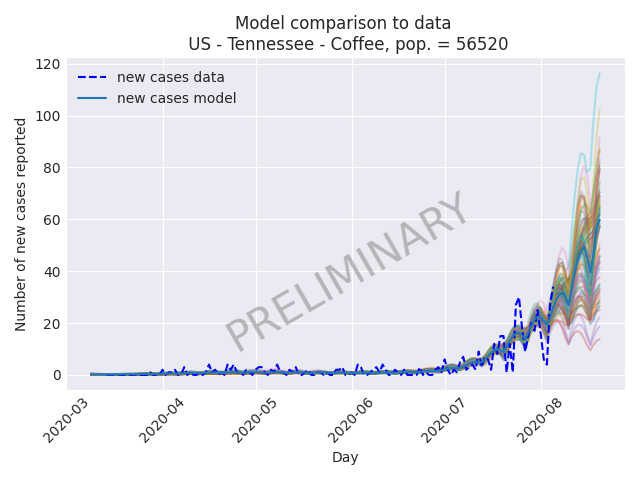 Model comparison to data
US - Tennessee - Coffee, pop. = 56520
new cases data
new cases model
Number of new cases reported
120
100
80
60
40
20
0
PRELIMINARY
2020-03
2020-04
2020-05
2020-06
2020-07
2020-08
Day